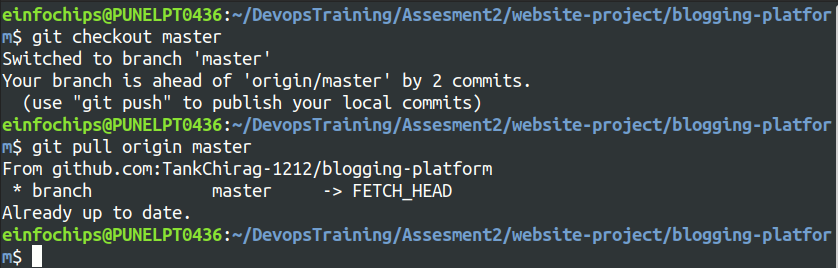 einfochips@PUNELPT0436:~/DevopsTraining/Assesment2/website-project/blogging-platfor
m$ git checkout master
Switched to branch 'master'
Your branch is ahead of 'origin/master' by 2 commits.
  (use "git push" to publish your local commits)
einfochips@PUNELPT0436:~/DevopsTraining/Assesment2/website-project/blogging-platfor
m$ git pull origin master
From github.com:TankChirag-1212/blogging-platform
 * branch            master     -> FETCH_HEAD
Already up to date.
einfochips@PUNELPT0436:~/DevopsTraining/Assesment2/website-project/blogging-platfor
m$